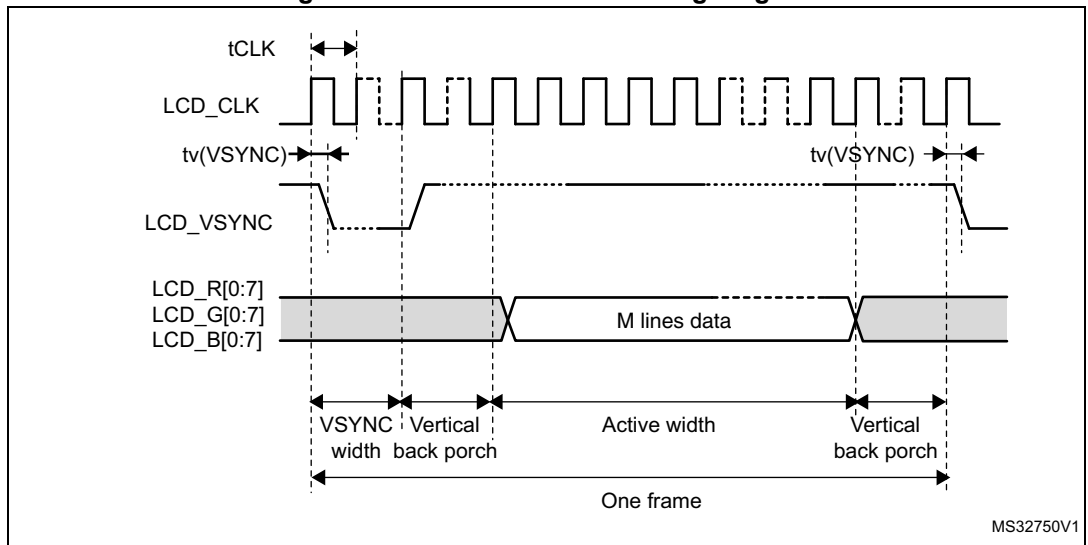 tCLK
LCD_CLK
tv(VSYNC)
tv(VSYNC)
LCD_VSYNC
LCD_R[0:7]
LCD_G[0:7]
LCD_B[0:7]
M lines data
VSYNC width
Vertical back porch
Active width
Vertical back porch
One frame
MS32750V1